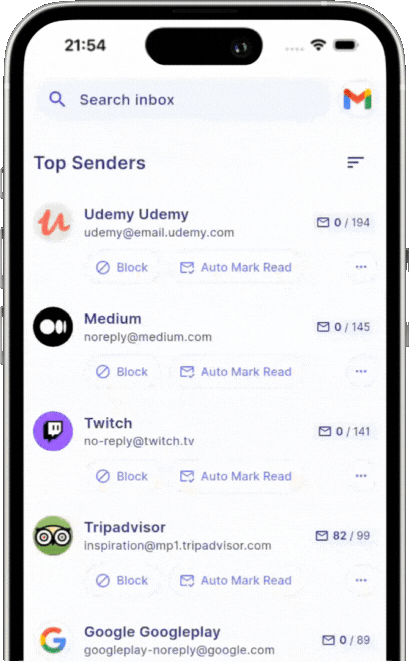 21:54
Search inbox
Top Senders
Udemy Udemy
0 / 194
udemy@email.udemy.com
Block
Auto Mark Read
Medium
0 / 145
noreply@medium.com
Block
Auto Mark Read
Twitch
0 / 141
no-reply@twitch.tv
Block
Auto Mark Read
Tripadvisor
82 / 99
inspiration@mp1.tripadvisor.com
Block
Auto Mark Read
Google Googleplay
0 / 89
googleplay-noreply@google.com